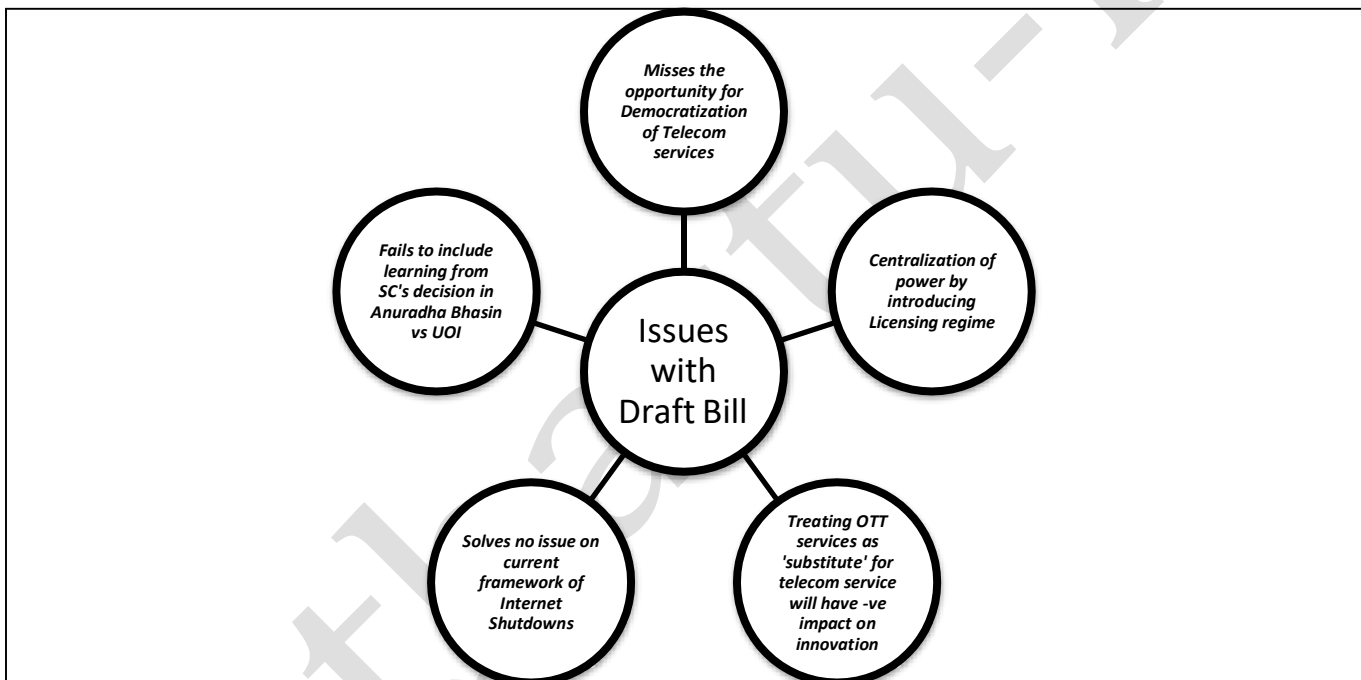 Misses the
opportunity for
Democratization
of Telecom
services
Centralization of
power by
introducing
Licensing regime
Treating OTT
services as
'substitute' for
telecom service
will have -ve
impact on
innovation
Solves no issue on
current
framework of
Internet
Shutdowns
Fails to include
learning from
SC's decision in
Anuradha Bhasin
vs UOI
Issues
with
Draft Bill